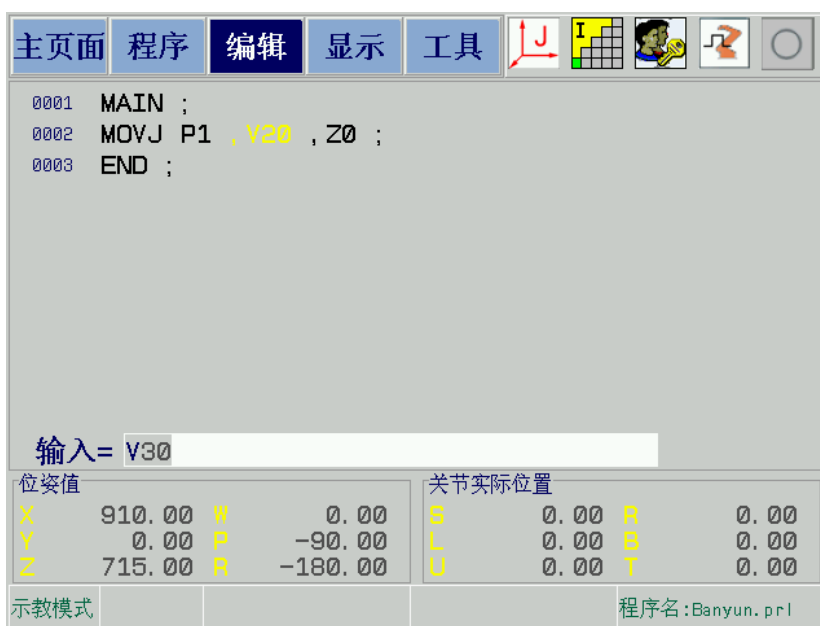 主页面 程序 编辑 显示 工具 J I
0001 MAIN ;
0002 MOVJ P1 ,V20 ,Z0 ;
0003 END ;
输入= V30
位姿值 关节实际位置
X 910.00 W 0.00 S 0.00 R 0.00
Y 0.00 P -90.00 L 0.00 B 0.00
Z 715.00 R -180.00 U 0.00 T 0.00
示教模式 程序名:Banyun.prl